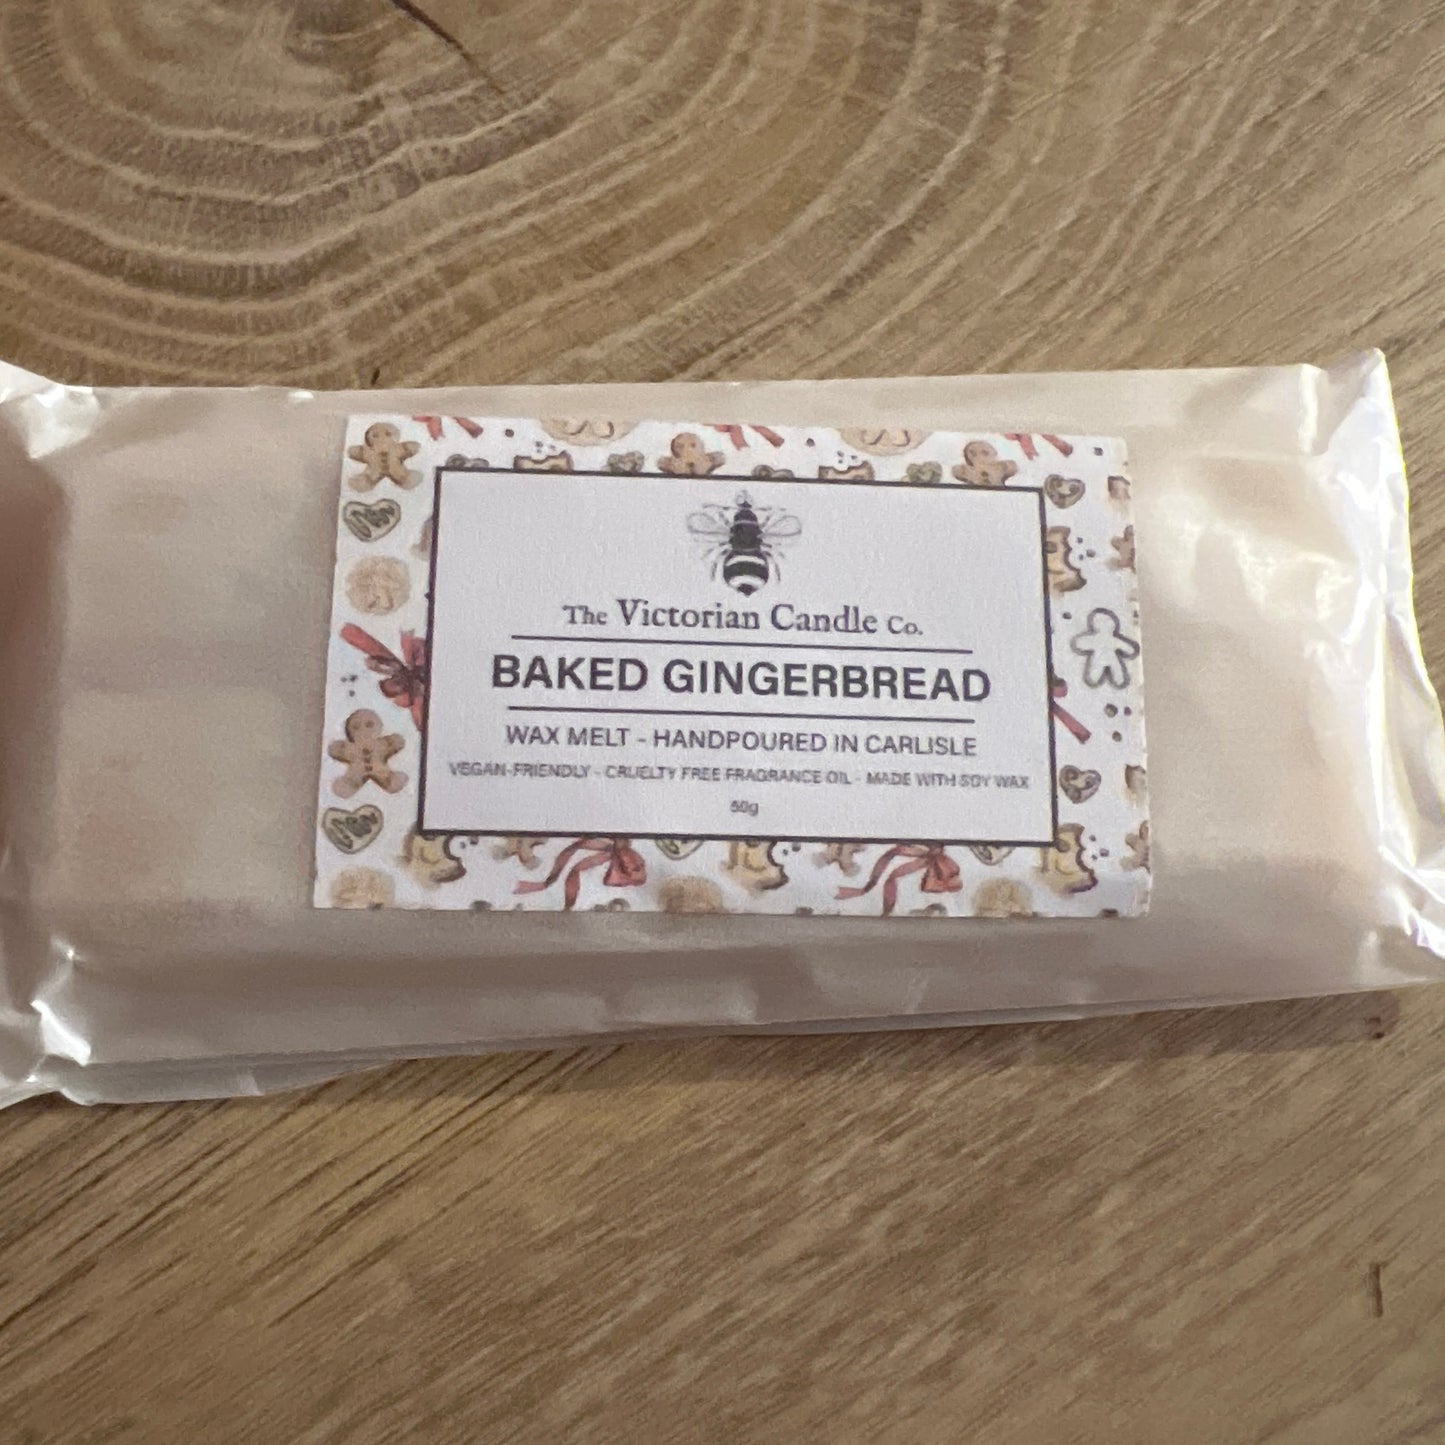 The Victorian Candle Co.
BAKED GINGERBREAD
WAX MELT - HANDPOURED IN CARLISLE
VEGAN-FRIENDLY - CRUELTY FREE FRAGRANCE OIL - MADE WITH SOY WAX
50g